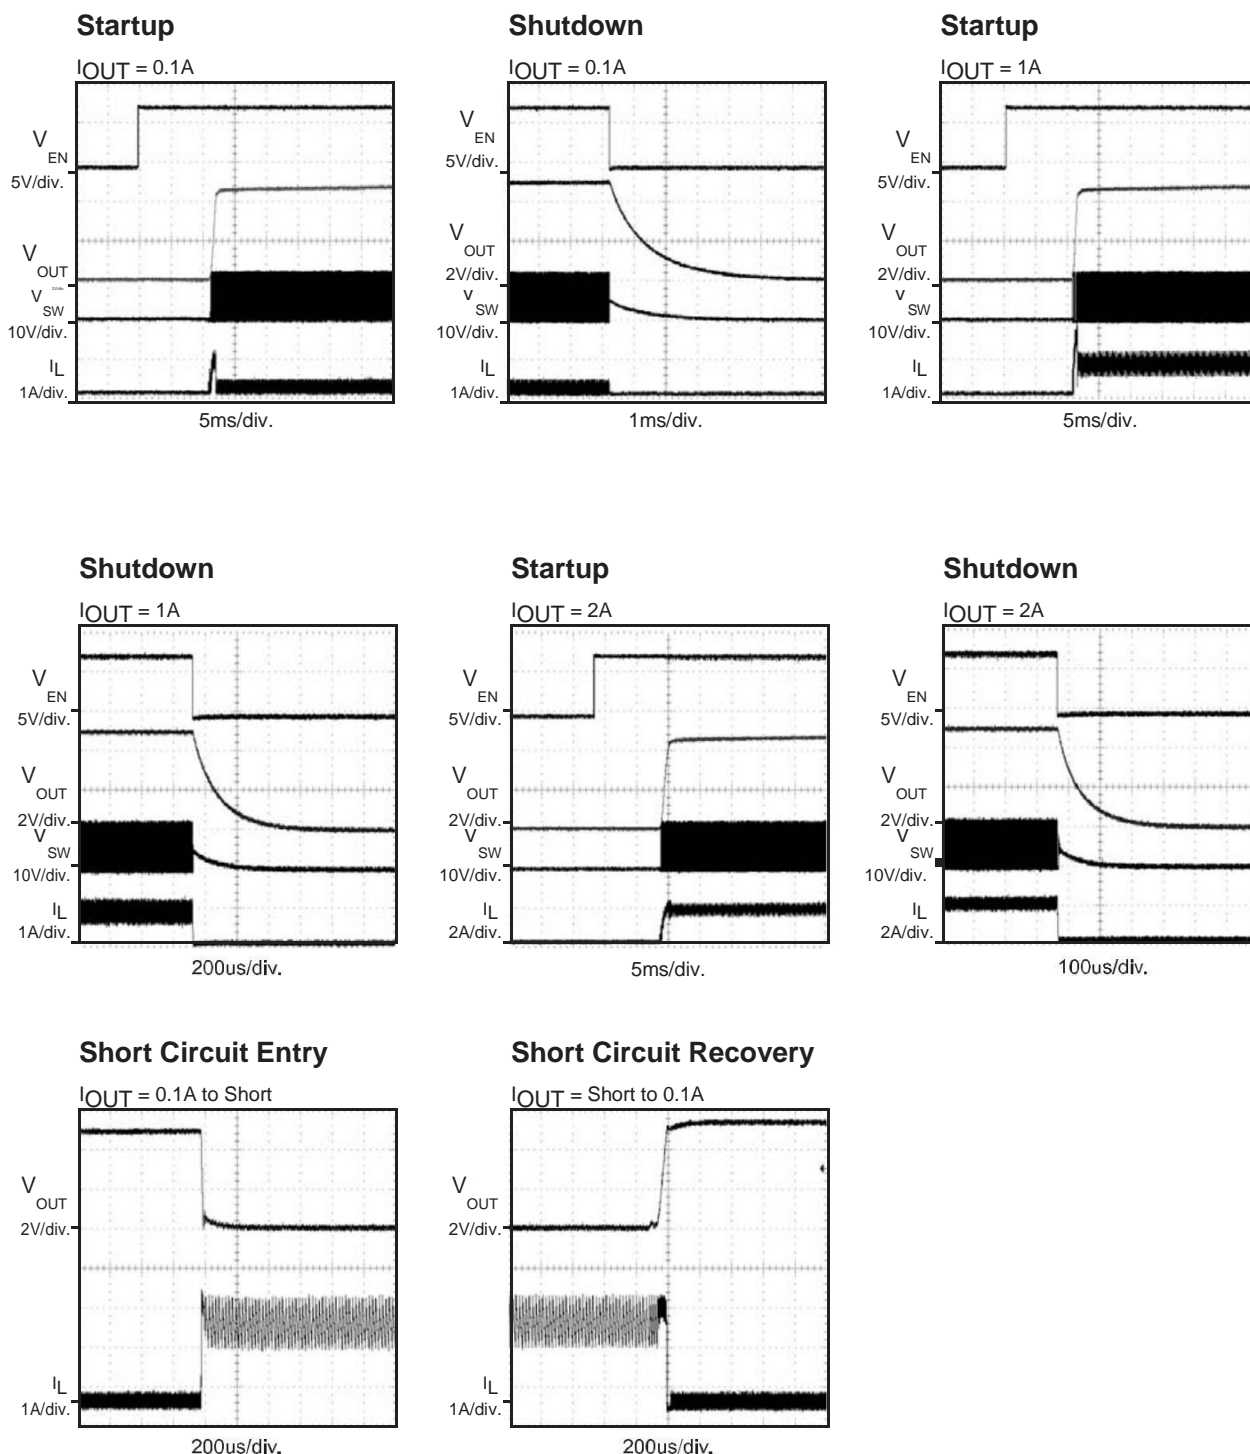 Startup
IOUT = 0.1A
VEN
5V/div.
VOUT
VSW
10V/div.
IL
1A/div.
5ms/div.
Shutdown
IOUT = 0.1A
VEN
5V/div.
VOUT
2V/div.
VSW
10V/div.
IL
1A/div.
1ms/div.
Startup
IOUT = 1A
VEN
5V/div.
VOUT
2V/div.
VSW
10V/div.
IL
1A/div.
5ms/div.
Shutdown
IOUT = 1A
VEN
5V/div.
VOUT
2V/div.
VSW
10V/div.
IL
1A/div.
200us/div.
Startup
IOUT = 2A
VEN
5V/div.
VOUT
2V/div.
VSW
10V/div.
IL
2A/div.
5ms/div.
Shutdown
IOUT = 2A
VEN
5V/div.
VOUT
2V/div.
VSW
10V/div.
IL
2A/div.
100us/div.
Short Circuit Entry
IOUT = 0.1A to Short
VOUT
2V/div.
IL
1A/div.
200us/div.
Short Circuit Recovery
IOUT = Short to 0.1A
VOUT
2V/div.
IL
1A/div.
200us/div.